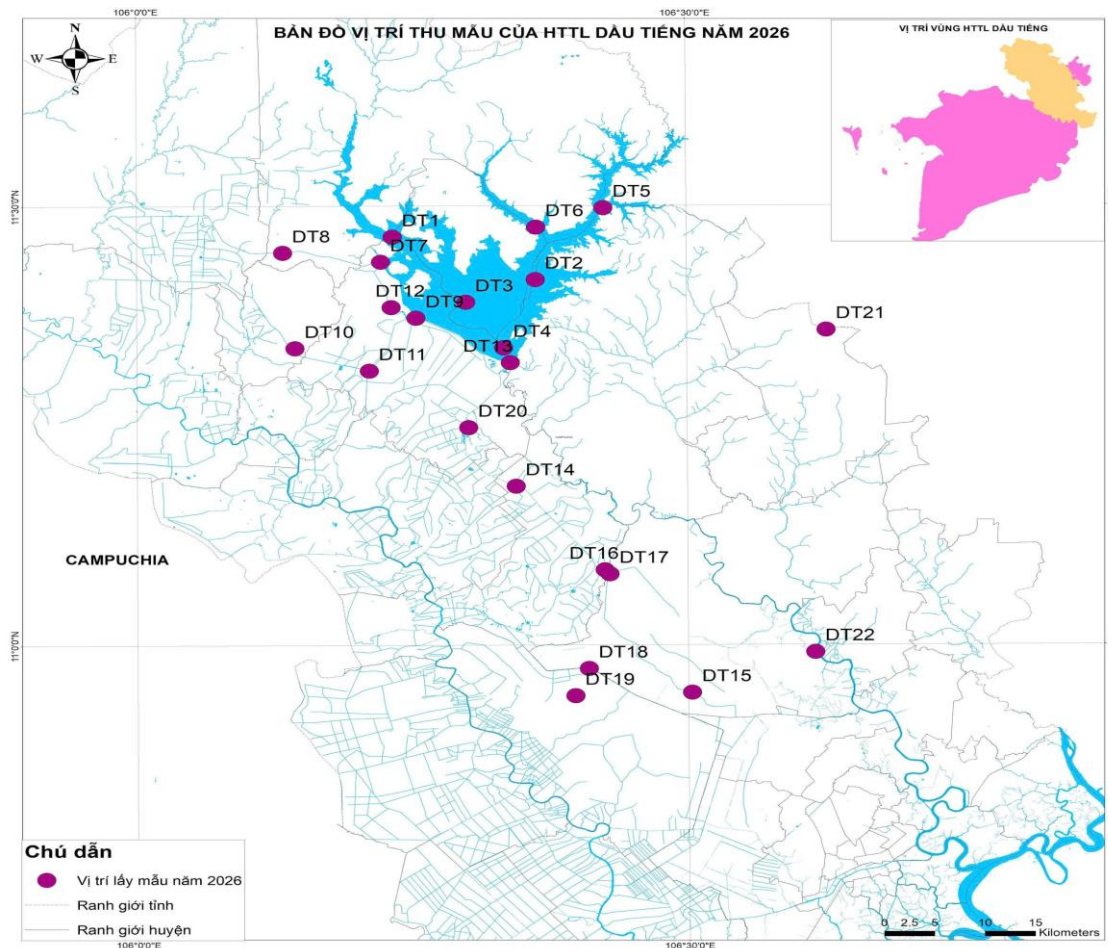 106°0'0"E
106°30'0"E
BẢN ĐỒ VỊ TRÍ THU MẪU CỦA HTTL DẦU TIẾNG NĂM 2026
VỊ TRÍ VÙNG HTTL DẦU TIẾNG
N
W
E
S
11°30'0"N
DT5
DT6
DT1
DT8
DT7
DT2
DT3
DT12
DT9
DT21
DT4
DT10
DT13
DT11
DT20
DT14
CAMPUCHIA
DT16
DT17
11°0'0"N
DT22
DT18
DT19
DT15
Chú dẫn
Vị trí lấy mẫu năm 2026
Ranh giới tỉnh
Ranh giới huyện
0 2.5 5 10 15
Kilometers
106°0'0"E
106°30'0"E